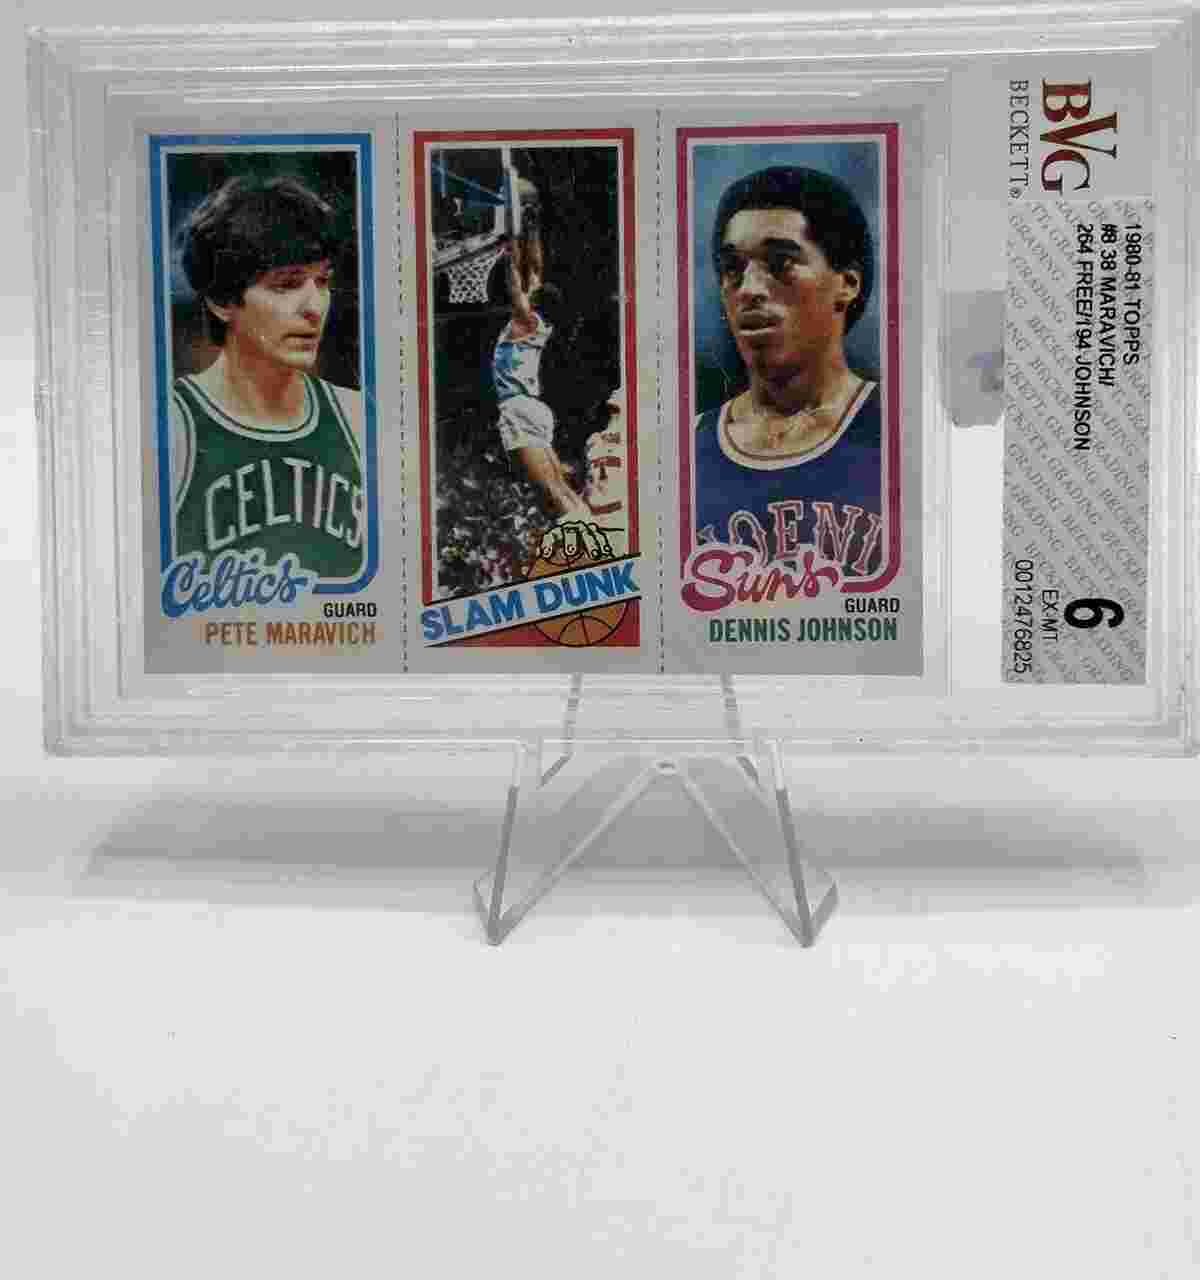 CELTICS
Celtics
GUARD
PETE MARAVICH
SLAM DUNK
Suns
GUARD
DENNIS JOHNSON
BVG
BECKETT®
1980-81 TOPPS
#8 38 MARAVICH/
264 FREE/194 JOHNSON
6
EX-MT
0012476825